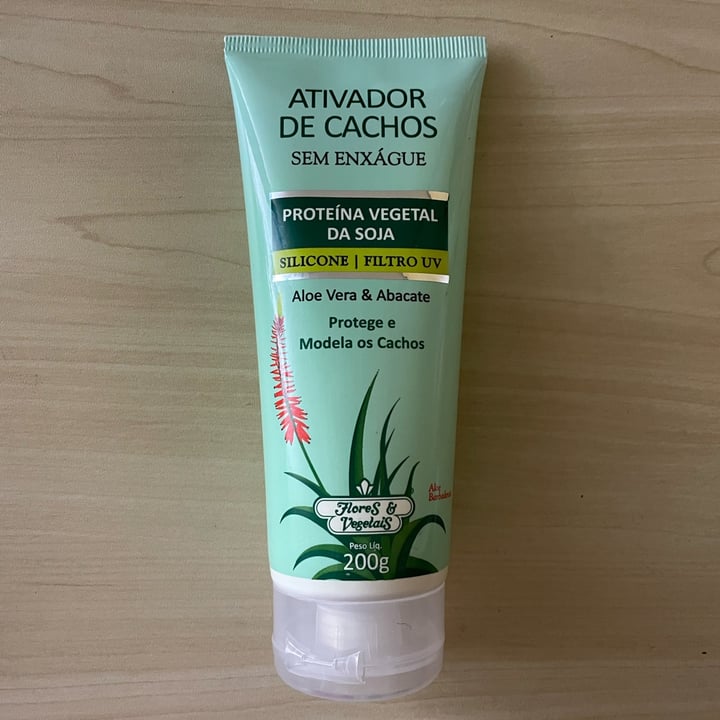 ATIVADOR
DE CACHOS
SEM ENXÁGUE
PROTEÍNA VEGETAL
DA SOJA
SILICONE | FILTRO UV
Aloe Vera & Abacate
Protege e
Modela os Cachos
Aloe
Flores &
Vegetais
Peso Líq.
200g